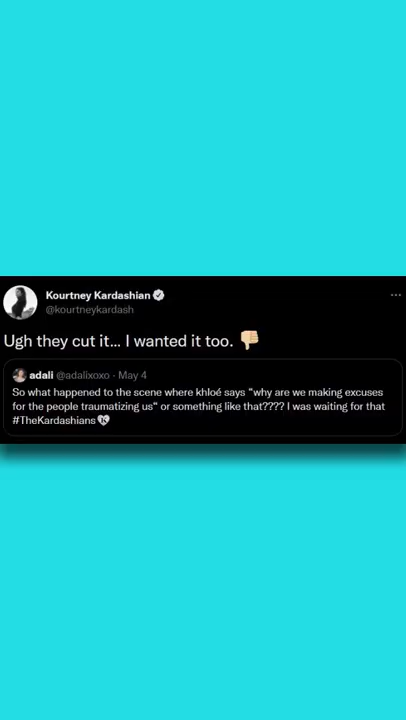 Kourtney Kardashian
@kourtneykardash
Ugh they cut it... I wanted it too. 👎🏻
adali @adalixoxo · May 4
So what happened to the scene where khloé says "why are we making excuses
for the people traumatizing us" or something like that???? I was waiting for that
#TheKardashians